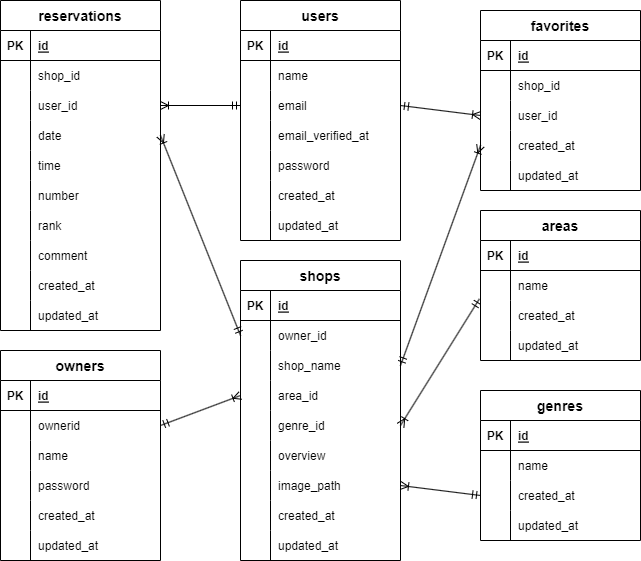 reservations
PK id
shop_id
user_id
date
time
number
rank
comment
created_at
updated_at
users
PK id
name
email
email_verified_at
password
created_at
updated_at
favorites
PK id
shop_id
user_id
created_at
updated_at
areas
PK id
name
created_at
updated_at
shops
PK id
owner_id
shop_name
area_id
genre_id
overview
image_path
created_at
updated_at
owners
PK id
ownerid
name
password
created_at
updated_at
genres
PK id
name
created_at
updated_at